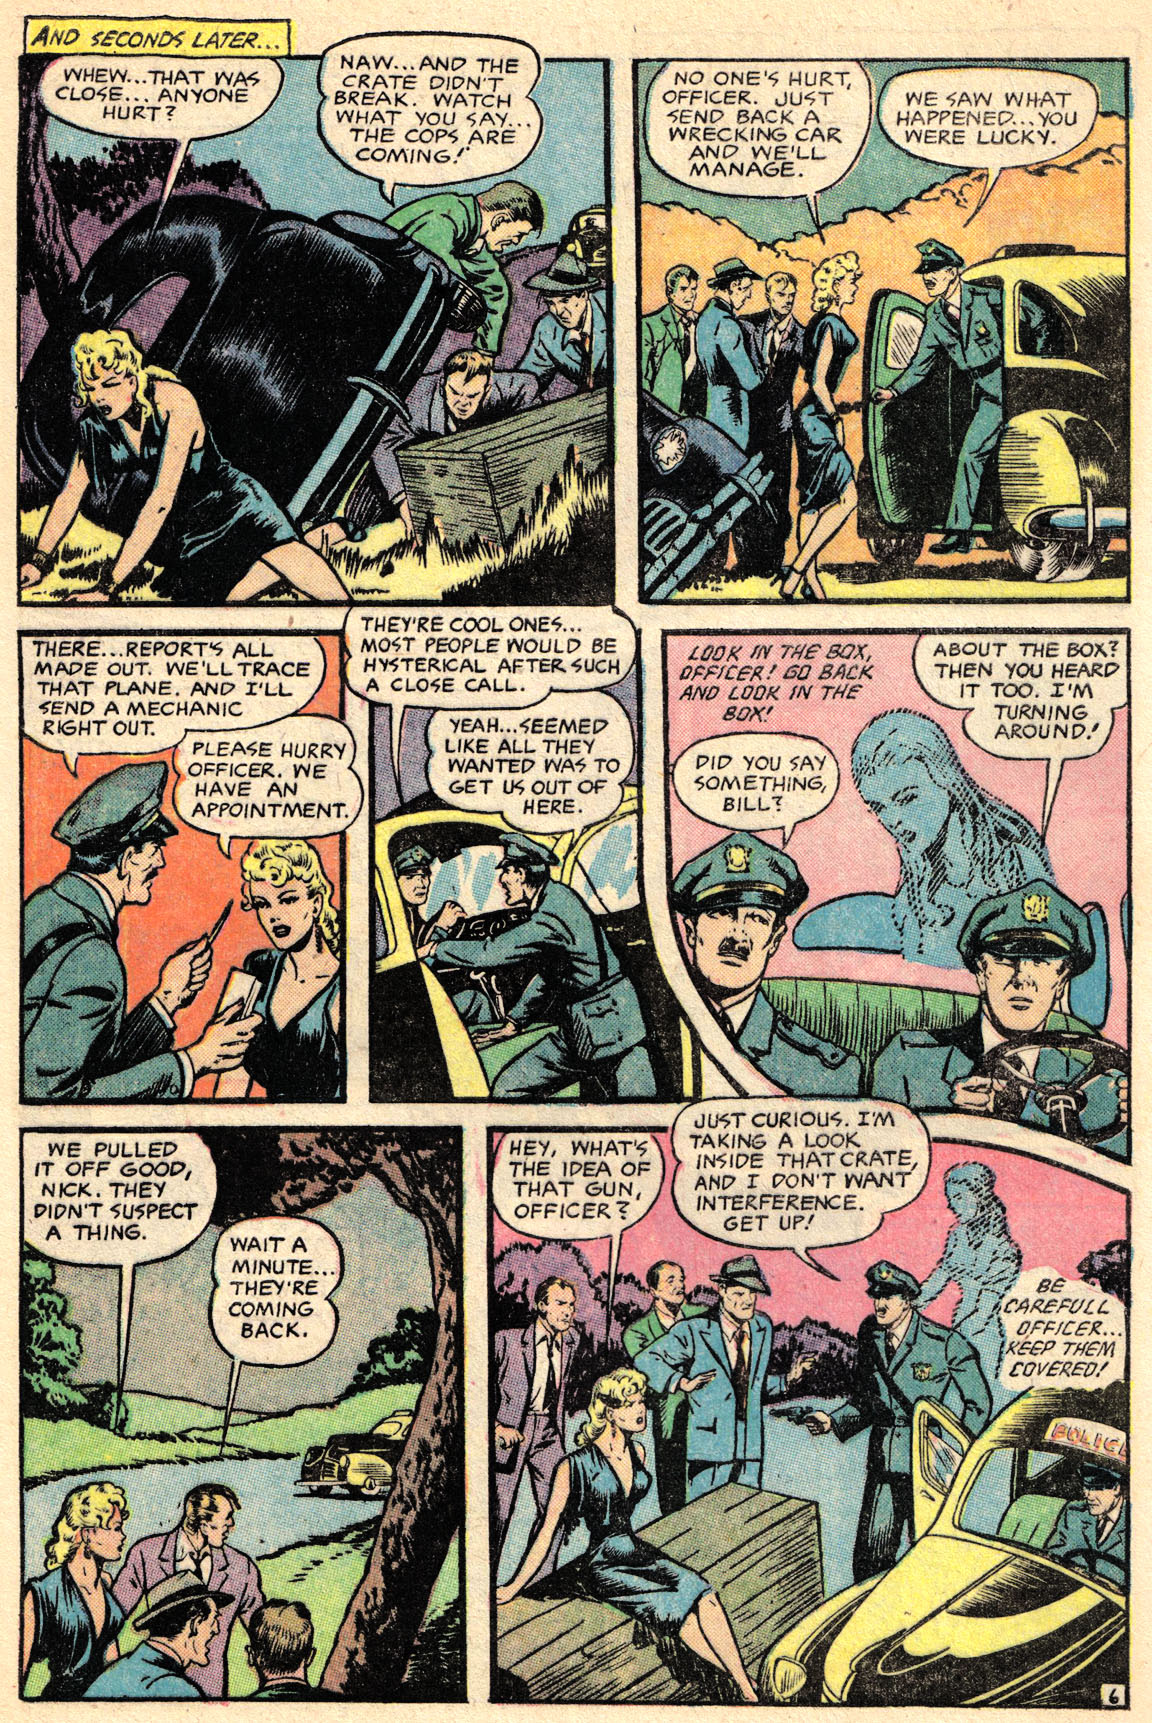 AND SECONDS LATER...
WHEW...THAT WAS
CLOSE... ANYONE
HURT?
NAW...AND THE
CRATE DIDN'T
BREAK. WATCH
WHAT YOU SAY...
THE COPS ARE
COMING!
NO ONE'S HURT,
OFFICER. JUST
SEND BACK A
WRECKING CAR
AND WE'LL
MANAGE.
WE SAW WHAT
HAPPENED...YOU
WERE LUCKY.
THERE...REPORT'S ALL
MADE OUT. WE'LL TRACE
THAT PLANE. AND I'LL
SEND A MECHANIC
RIGHT OUT.
PLEASE HURRY
OFFICER. WE
HAVE AN
APPOINTMENT.
THEY'RE COOL ONES...
MOST PEOPLE WOULD BE
HYSTERICAL AFTER SUCH
A CLOSE CALL.
YEAH...SEEMED
LIKE ALL THEY
WANTED WAS TO
GET US OUT OF
HERE.
LOOK IN THE BOX,
OFFICER! GO BACK
AND LOOK IN THE
BOX!
DID YOU SAY
SOMETHING,
BILL?
ABOUT THE BOX?
THEN YOU HEARD
IT TOO. I'M
TURNING
AROUND!
WE PULLED
IT OFF GOOD,
NICK. THEY
DIDN'T SUSPECT
A THING.
WAIT A
MINUTE...
THEY'RE
COMING
BACK.
HEY, WHAT'S
THE IDEA OF
THAT GUN,
OFFICER?
JUST CURIOUS. I'M
TAKING A LOOK
INSIDE THAT CRATE,
AND I DON'T WANT
INTERFERENCE.
GET UP!
BE
CAREFULL
OFFICER...
KEEP THEM
COVERED!
POLIC
6